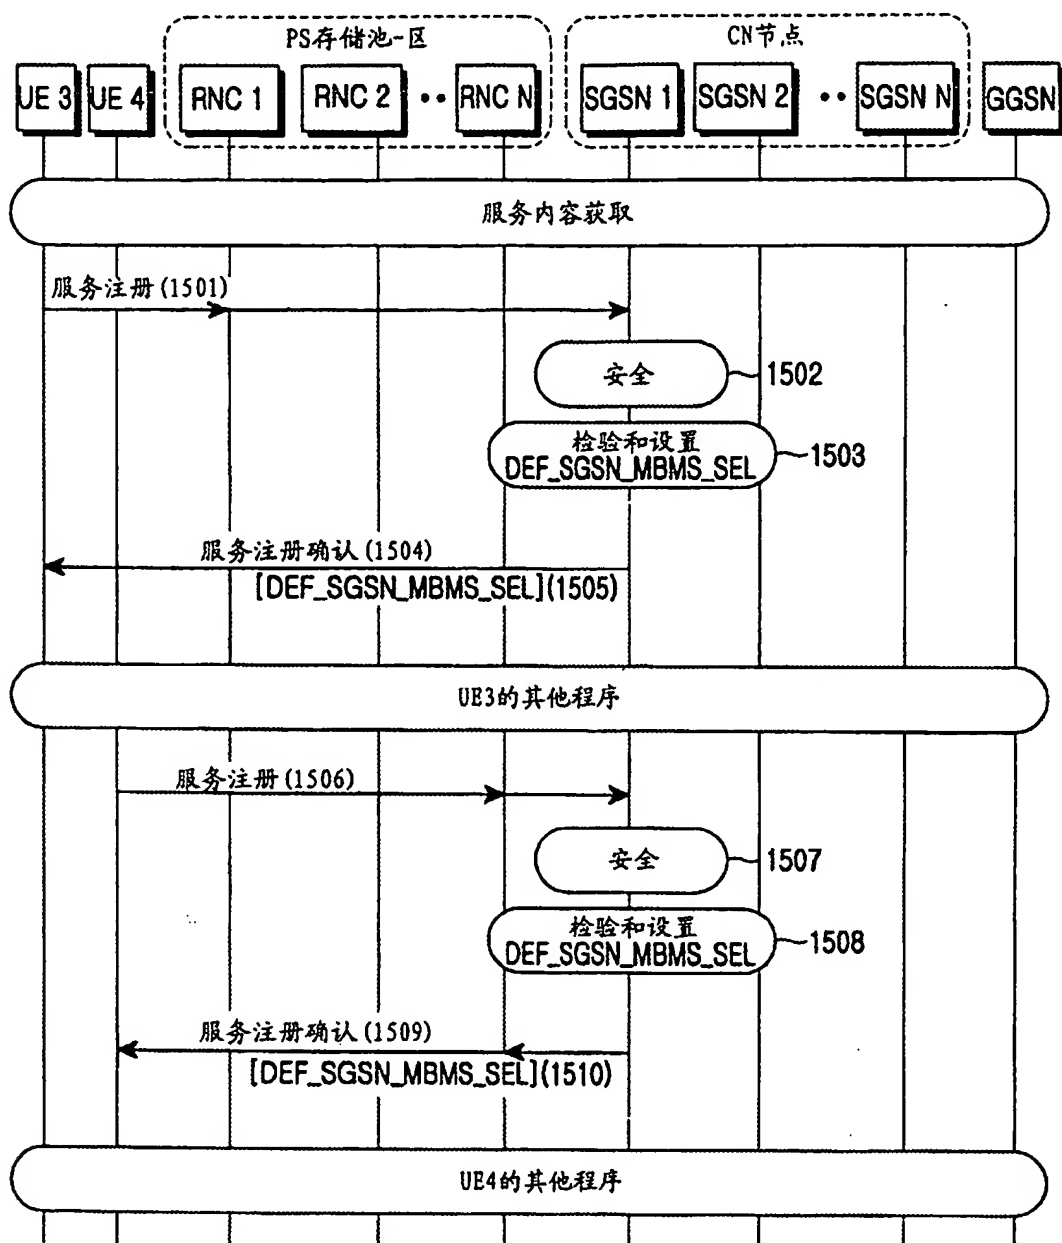 PS存储池-区
CN节点
UE 3
UE 4
RNC 1
RNC 2
••
RNC N
SGSN 1
SGSN 2
••
SGSN N
GGSN
服务内容获取
服务注册(1501)
安全
1502
检验和设置
DEF_SGSN_MBMS_SEL
1503
服务注册确认(1504)
[DEF_SGSN_MBMS_SEL](1505)
UE3的其他程序
服务注册(1506)
安全
1507
检验和设置
DEF_SGSN_MBMS_SEL
1508
服务注册确认(1509)
[DEF_SGSN_MBMS_SEL](1510)
UE4的其他程序